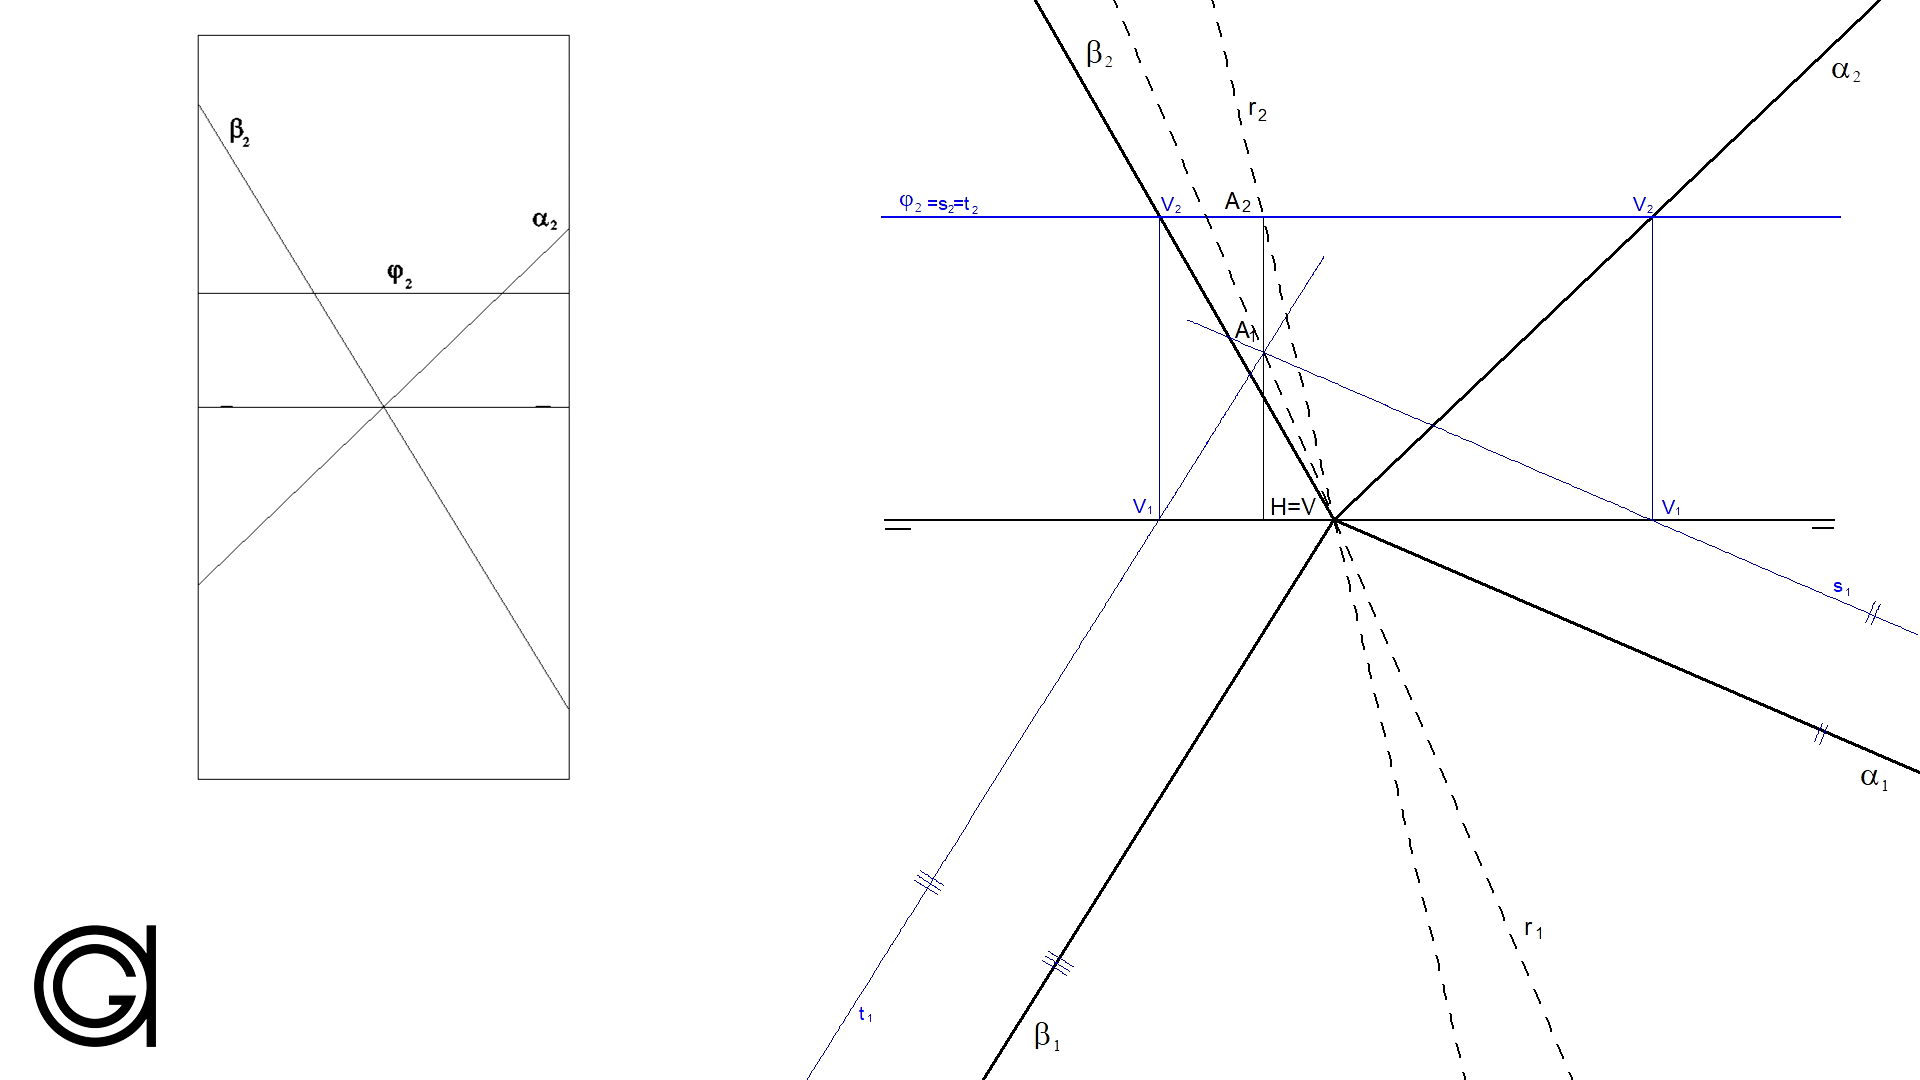 β₂
α₂
φ₂
β₂
α₂
r₂
φ₂ =s₂=t₂
V₂
A₂
V₂
A₁
V₁
H=V
V₁
s₁
α₁
r₁
t₁
β₁
G